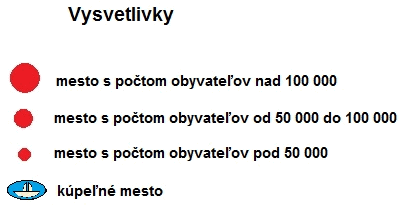 Vysvetlivky
mesto s počtom obyvateľov nad 100 000
mesto s počtom obyvateľov od 50 000 do 100 000
mesto s počtom obyvateľov pod 50 000
kúpeľné mesto